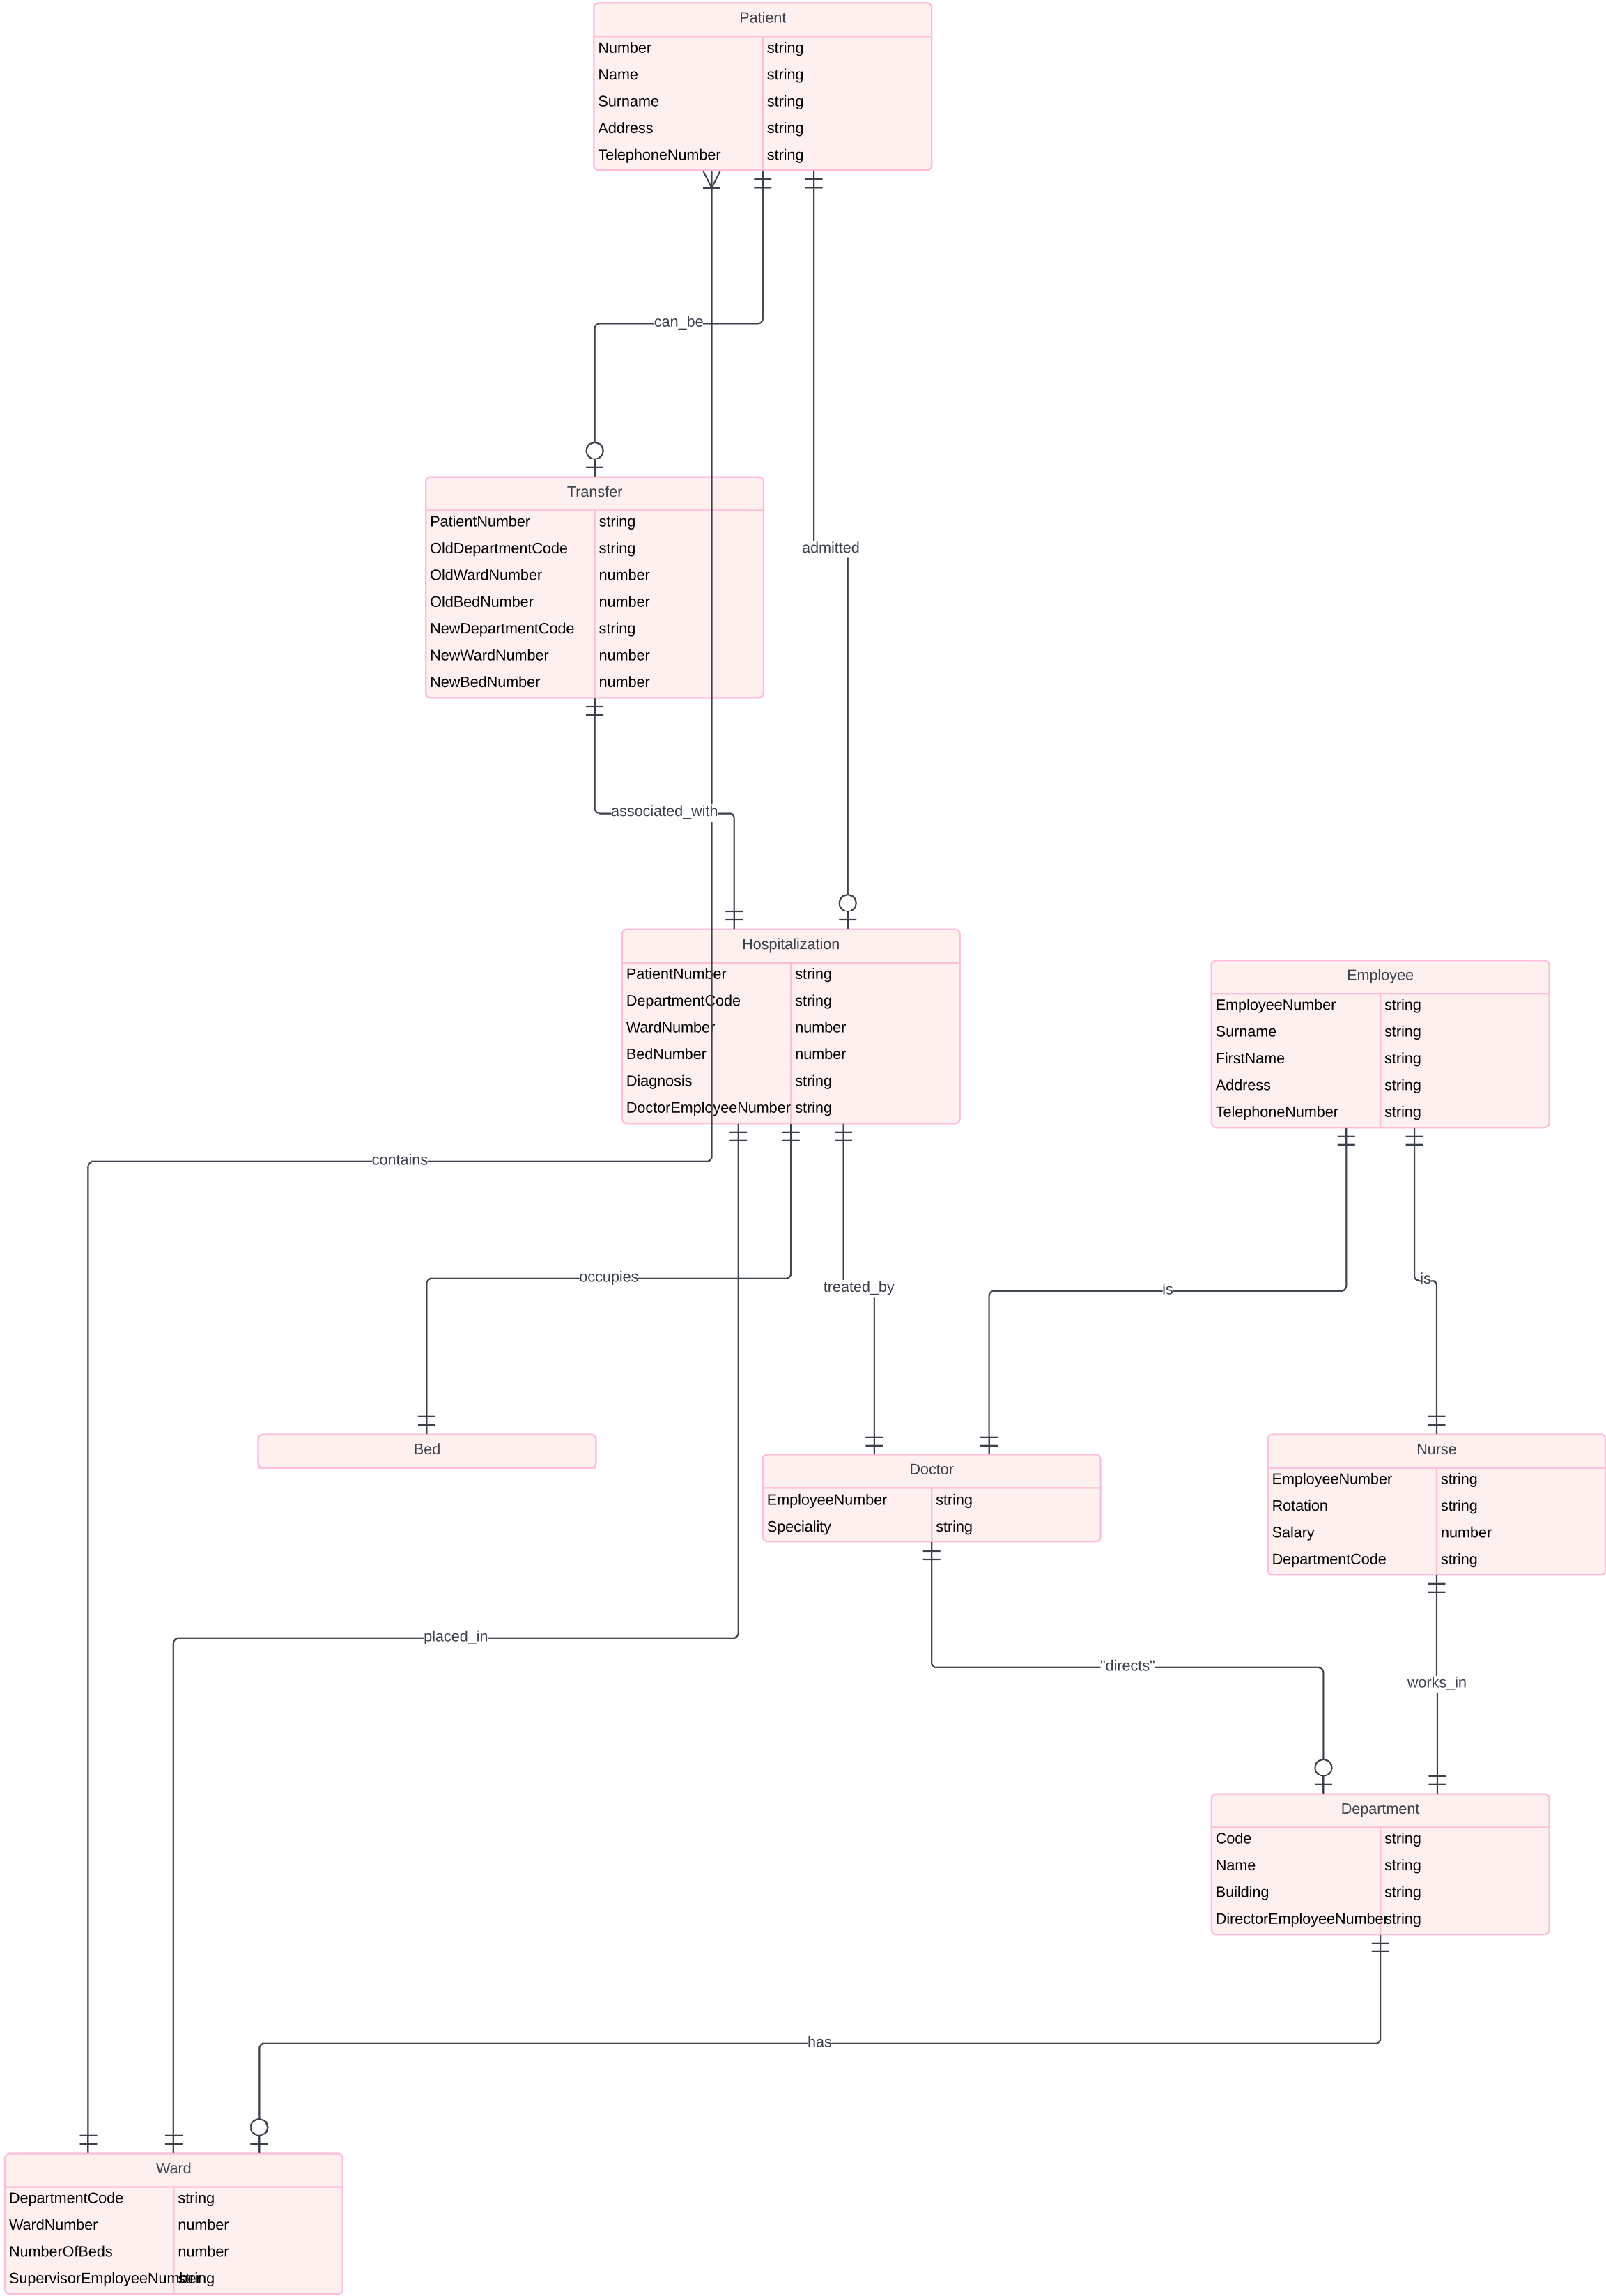 Patient
Number string
Name string
Surname string
Address string
TelephoneNumber string
can_be
Transfer
PatientNumber string
OldDepartmentCode string
OldWardNumber number
OldBedNumber number
NewDepartmentCode string
NewWardNumber number
NewBedNumber number
admitted
associated_with
Hospitalization
PatientNumber string
DepartmentCode string
WardNumber number
BedNumber number
Diagnosis string
DoctorEmployeeNumber string
Employee
EmployeeNumber string
Surname string
FirstName string
Address string
TelephoneNumber string
contains
occupies
treated_by
is
is
Bed
Doctor
EmployeeNumber string
Speciality string
Nurse
EmployeeNumber string
Rotation string
Salary number
DepartmentCode string
placed_in
"directs"
works_in
Department
Code string
Name string
Building string
DirectorEmployeeNumber string
has
Ward
DepartmentCode string
WardNumber number
NumberOfBeds number
SupervisorEmployeeNumber string